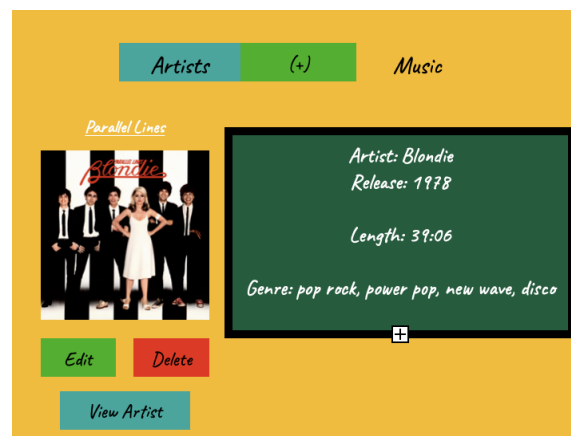 Artists (+) Music
Parallel Lines
PARALLEL LINES
Blondie
Artist: Blondie
Release: 1978
Length: 39:06
Genre: pop rock, power pop, new wave, disco
Edit Delete
View Artist